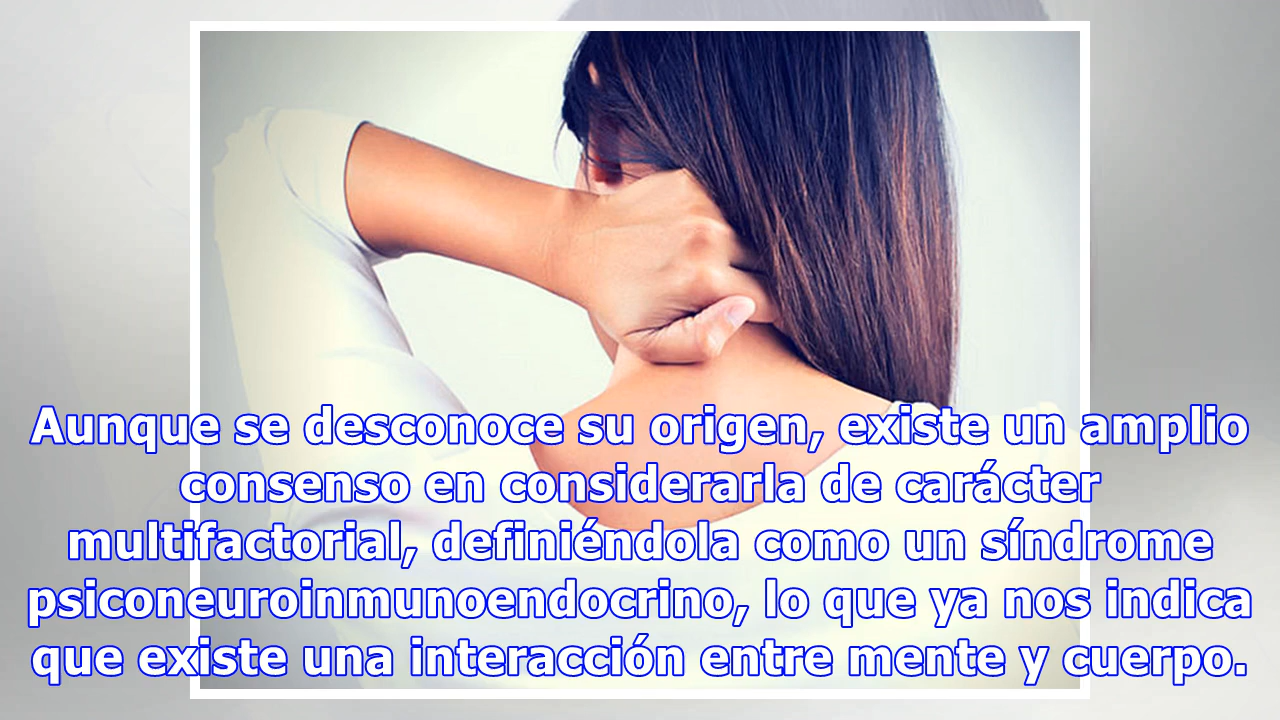 Aunque se desconoce su origen, existe un amplio
consenso en considerarla de carácter
multifactorial, definiéndola como un síndrome
psiconeuroinmunoendocrino, lo que ya nos indica
que existe una interacción entre mente y cuerpo.